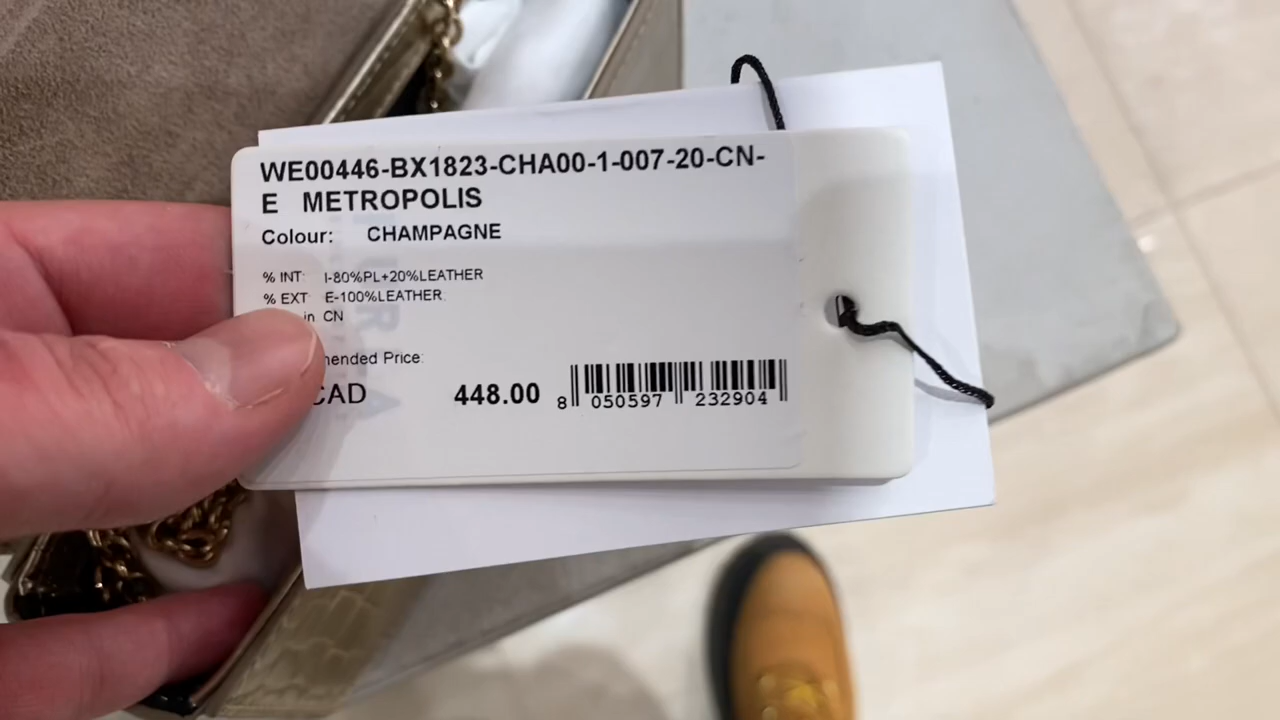 WE00446-BX1823-CHA00-1-007-20-CN-
E METROPOLIS
Colour: CHAMPAGNE
% INT: I-80%PL+20%LEATHER
% EXT: E-100%LEATHER.
in CN
Price:
CAD 448.00
8 050597 232904